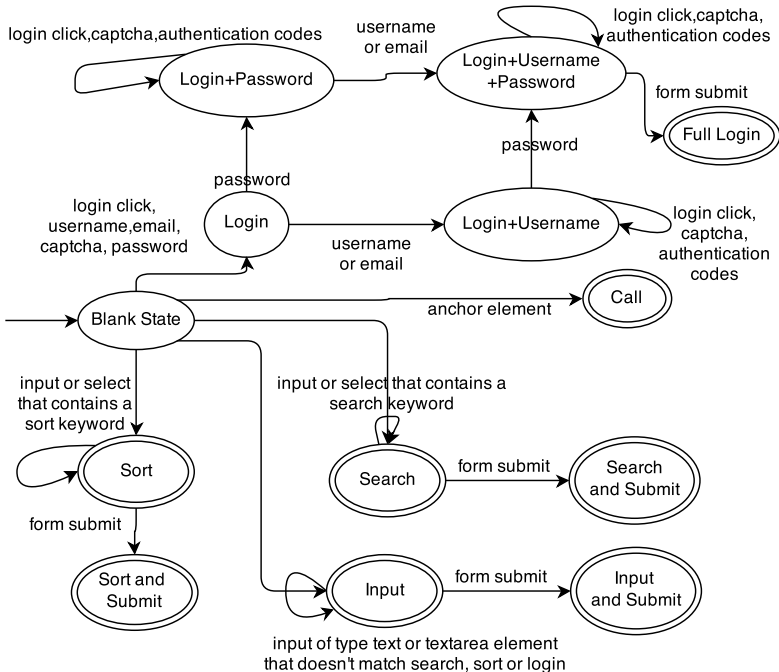 login click,captcha,authentication codes
Login+Password
username
or email
login click,captcha,
authentication codes
Login+Username
+Password
form submit
Full Login
password
password
login click,
username,email,
captcha, password
Login
username
or email
Login+Username
login click,
captcha,
authentication
codes
Blank State
anchor element
Call
input or select
that contains a
sort keyword
input or select that contains a
search keyword
Sort
Search
form submit
Search
and Submit
form submit
Sort and
Submit
Input
form submit
Input
and Submit
input of type text or textarea element
that doesn't match search, sort or login